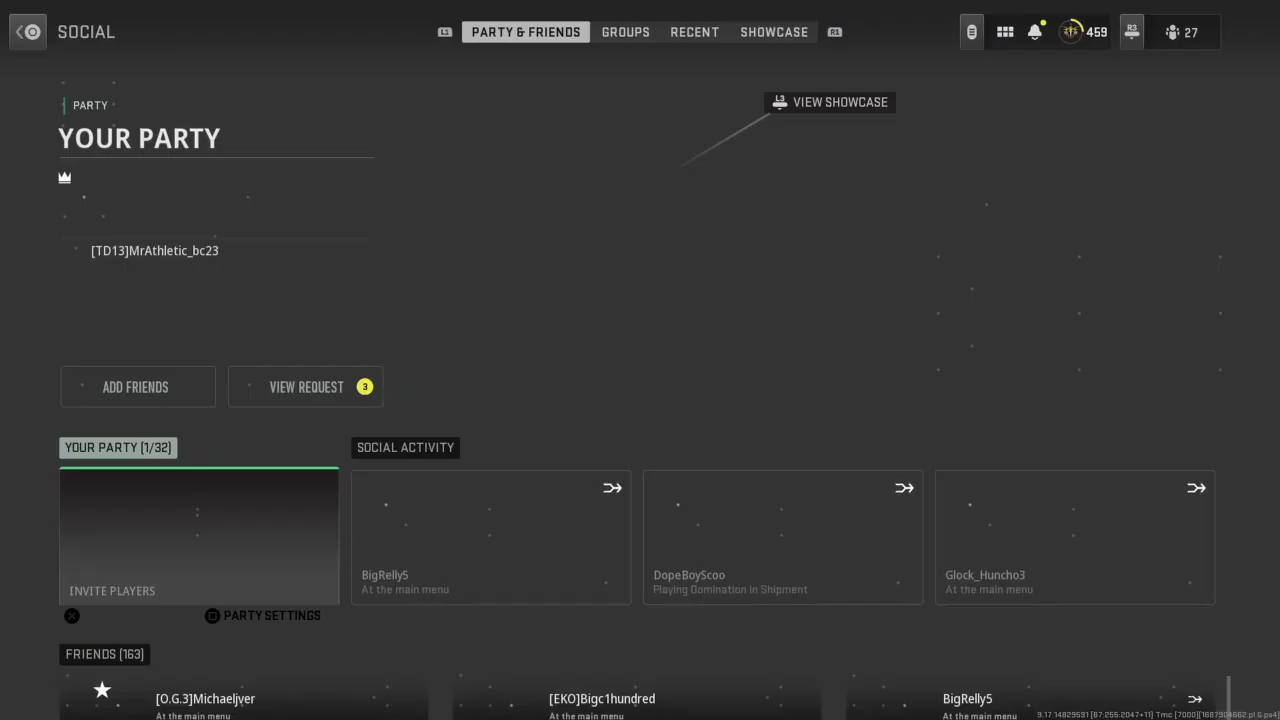 SOCIAL
L1
PARTY & FRIENDS
GROUPS
RECENT
SHOWCASE
R1
459
R3
27
PARTY
L3
VIEW SHOWCASE
YOUR PARTY
[TD13]MrAthletic_bc23
ADD FRIENDS
VIEW REQUEST
3
YOUR PARTY (1/32)
SOCIAL ACTIVITY
INVITE PLAYERS
BigRelly5
At the main menu
DopeBoyScoo
Playing Domination in Shipment
Glock_Huncho3
At the main menu
PARTY SETTINGS
FRIENDS (163)
[O.G.3]Michaeljver
At the main menu
[EKO]Bigc1hundred
At the main menu
BigRelly5
At the main menu